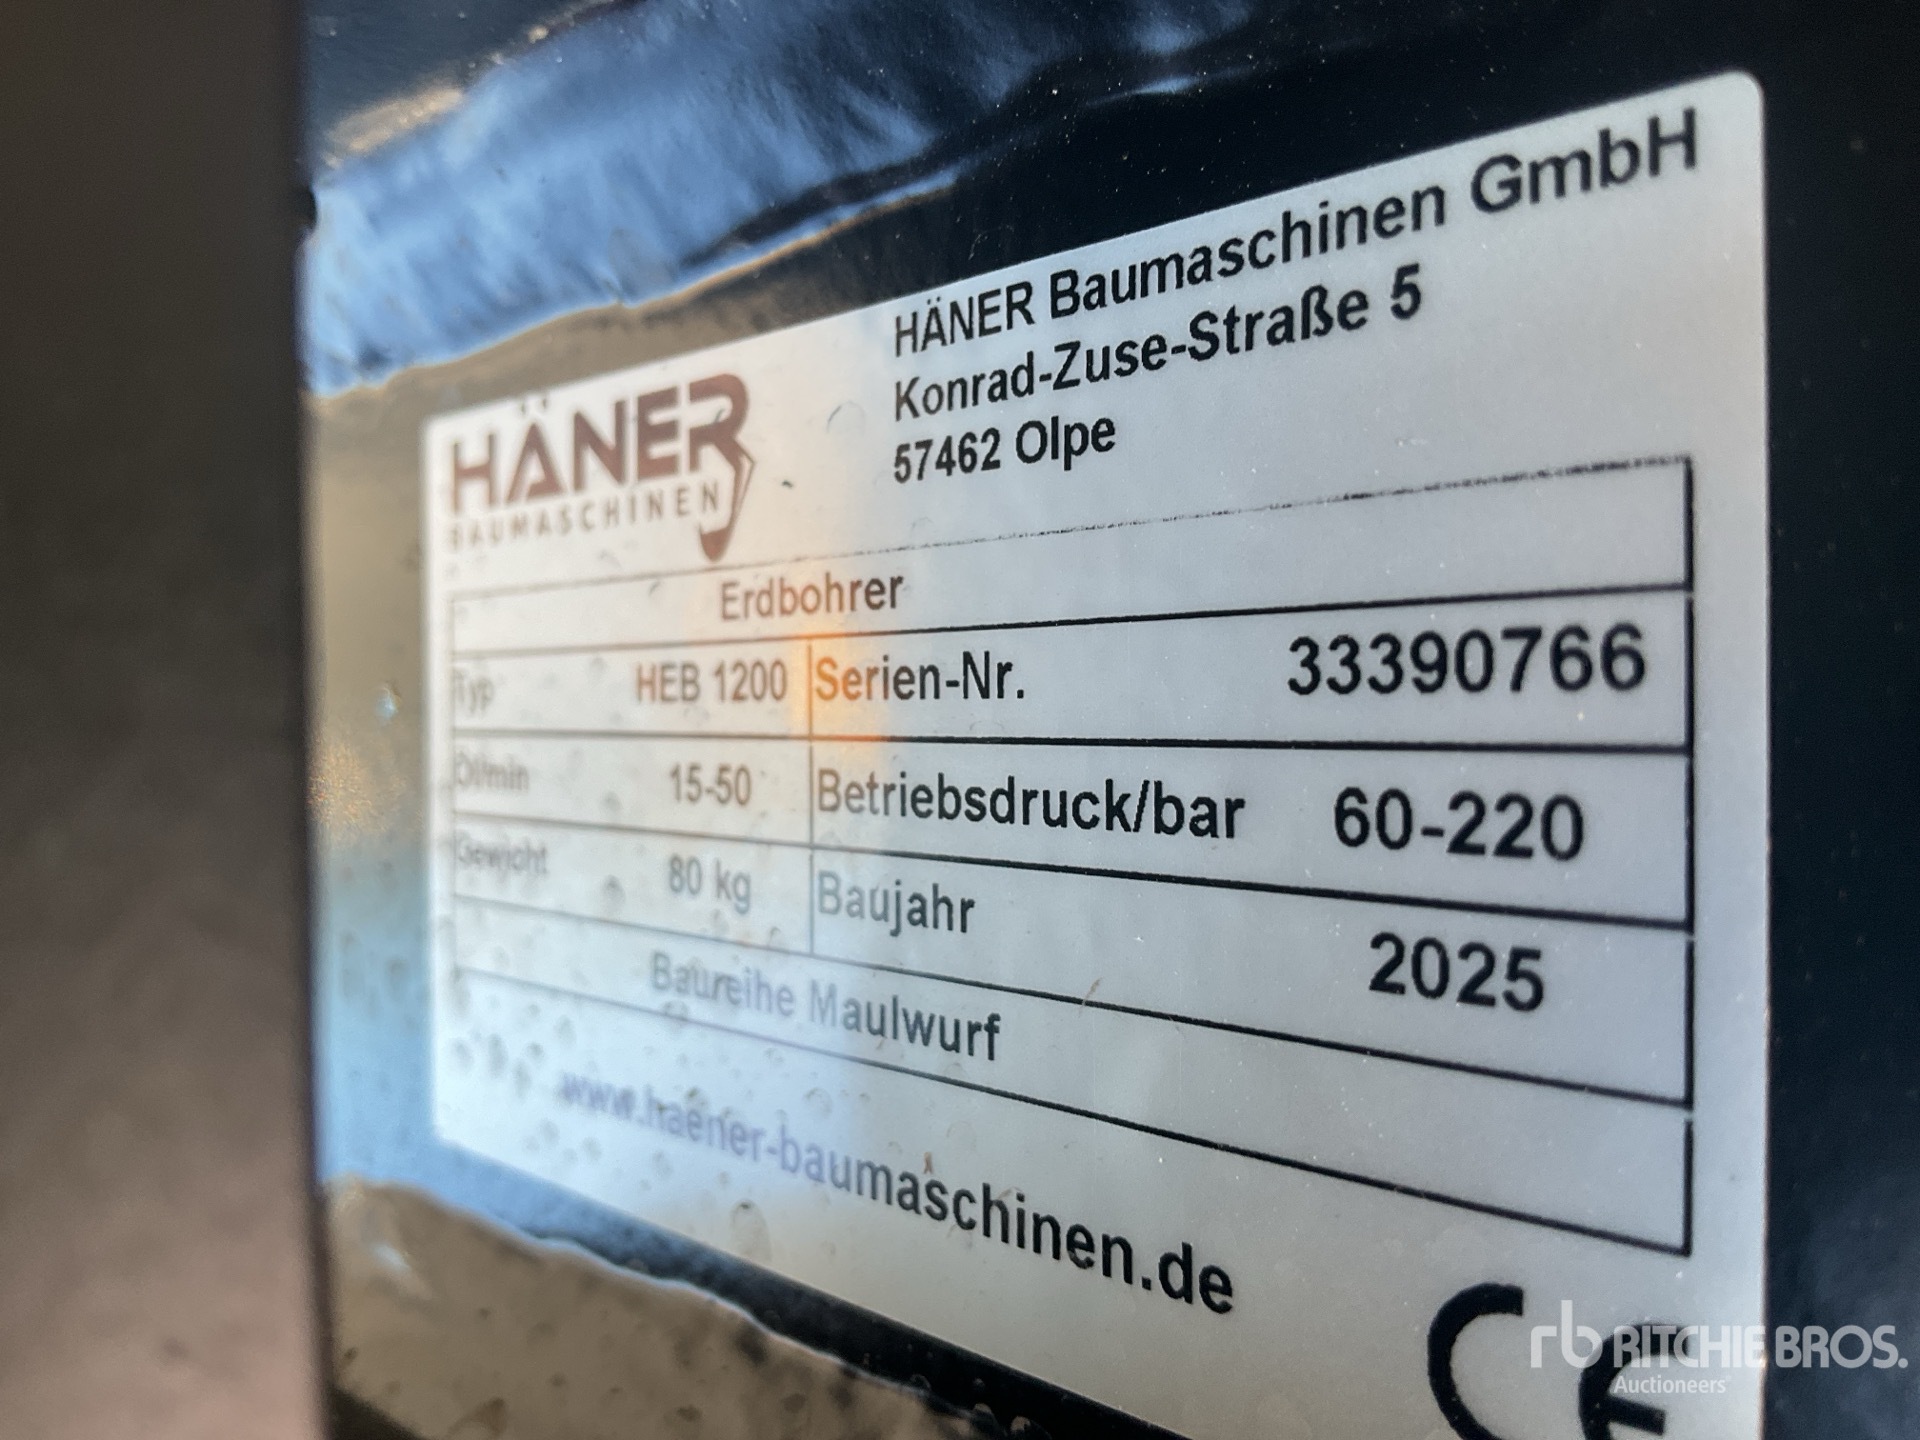 HÄNER
BAUMASCHINEN
HÄNER Baumaschinen GmbH
Konrad-Zuse-Straße 5
57462 Olpe
Erdbohrer
Typ HEB 1200 Serien-Nr. 33390766
Öl/min 15-50 Betriebsdruck/bar 60-220
Gewicht 80 kg Baujahr 2025
Baureihe Maulwurf
www.haener-baumaschinen.de
CE
rb RITCHIE BROS.
Auctioneers